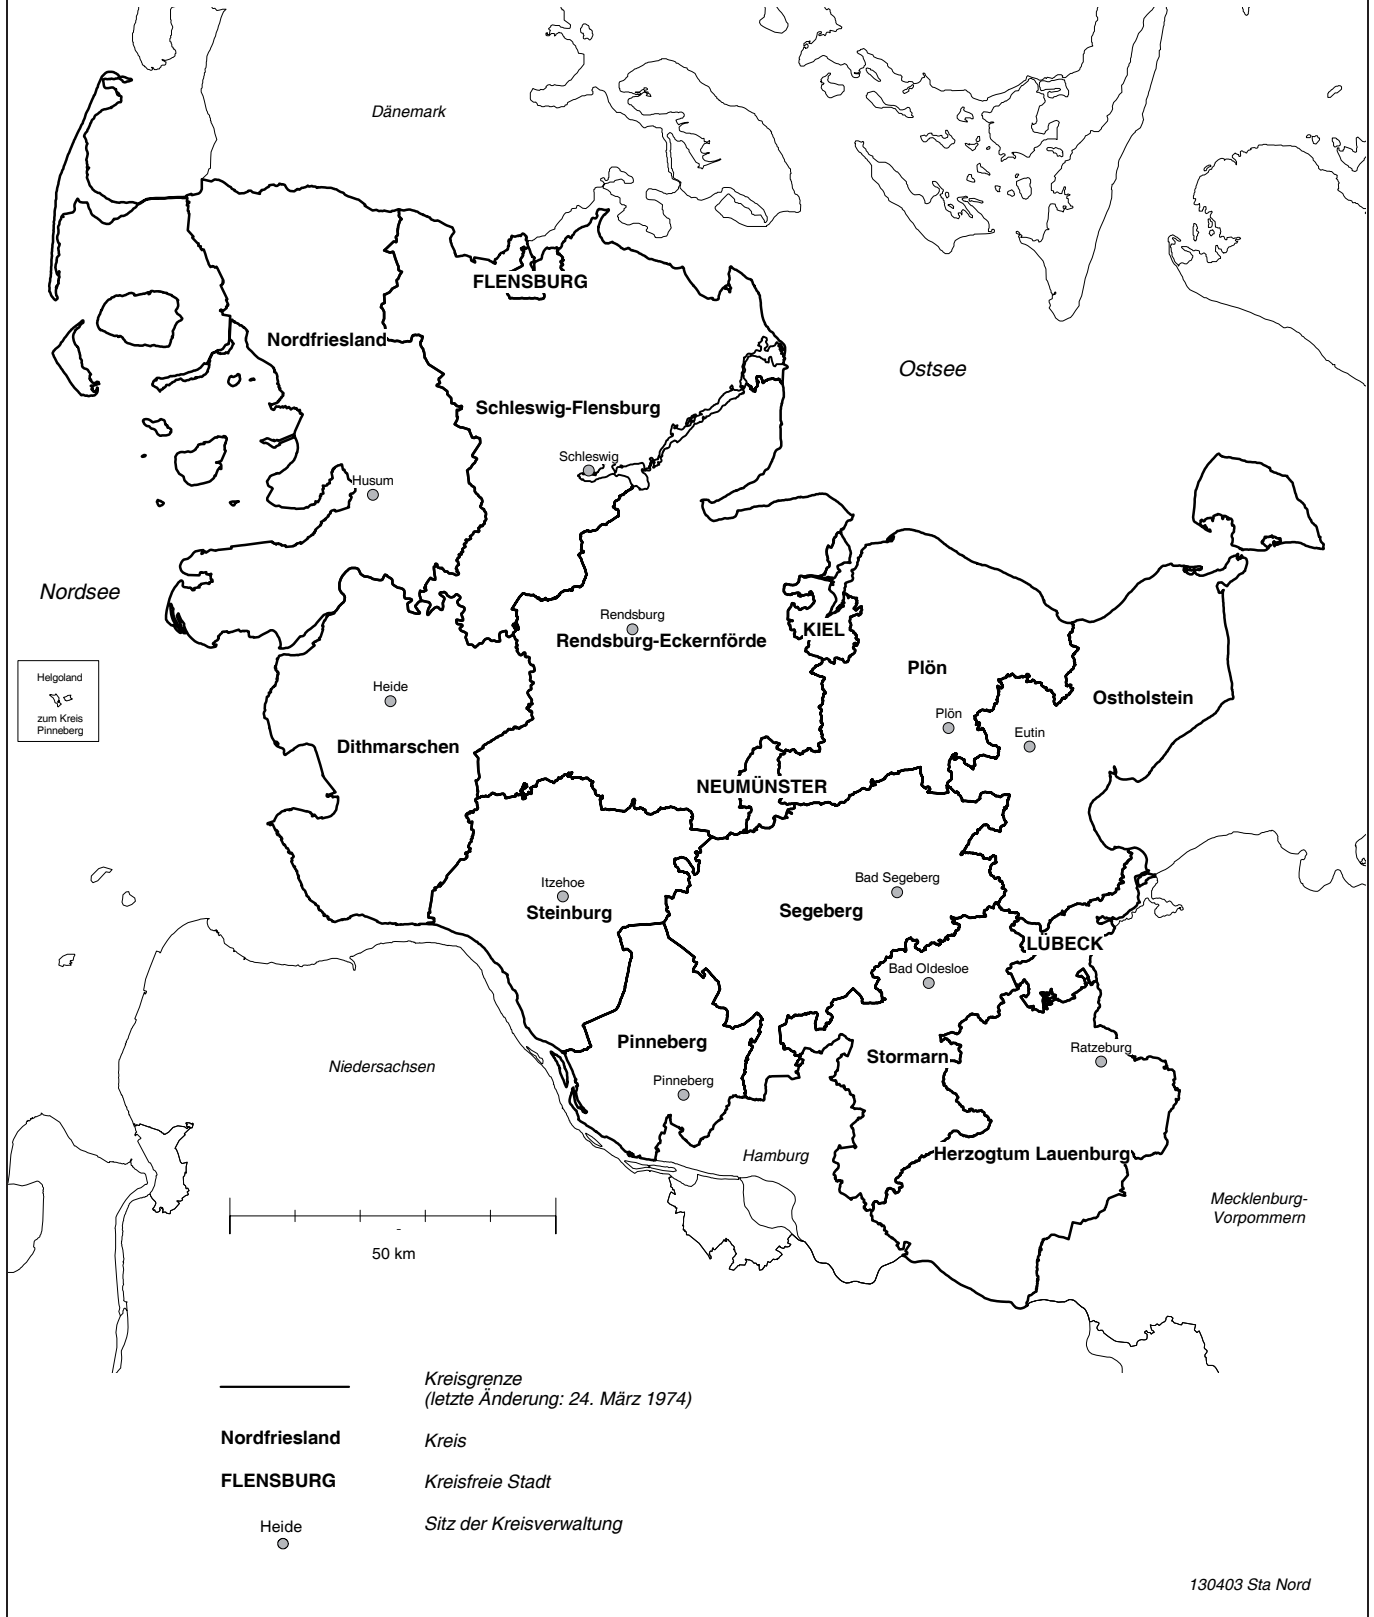 Dänemark
FLENSBURG
Nordfriesland
Ostsee
Schleswig-Flensburg
Schleswig
Husum
Nordsee
Rendsburg
Rendsburg-Eckernförde
KIEL
Plön
Helgoland
zum Kreis
Pinneberg
Heide
Ostholstein
Plön
Eutin
Dithmarschen
NEUMÜNSTER
Itzehoe
Steinburg
Bad Segeberg
Segeberg
LÜBECK
Bad Oldesloe
Pinneberg
Stormarn
Ratzeburg
Niedersachsen
Pinneberg
Hamburg
Herzogtum Lauenburg
Mecklenburg-
Vorpommern
50 km
Kreisgrenze
(letzte Änderung: 24. März 1974)
Nordfriesland Kreis
FLENSBURG Kreisfreie Stadt
Heide Sitz der Kreisverwaltung
130403 Sta Nord